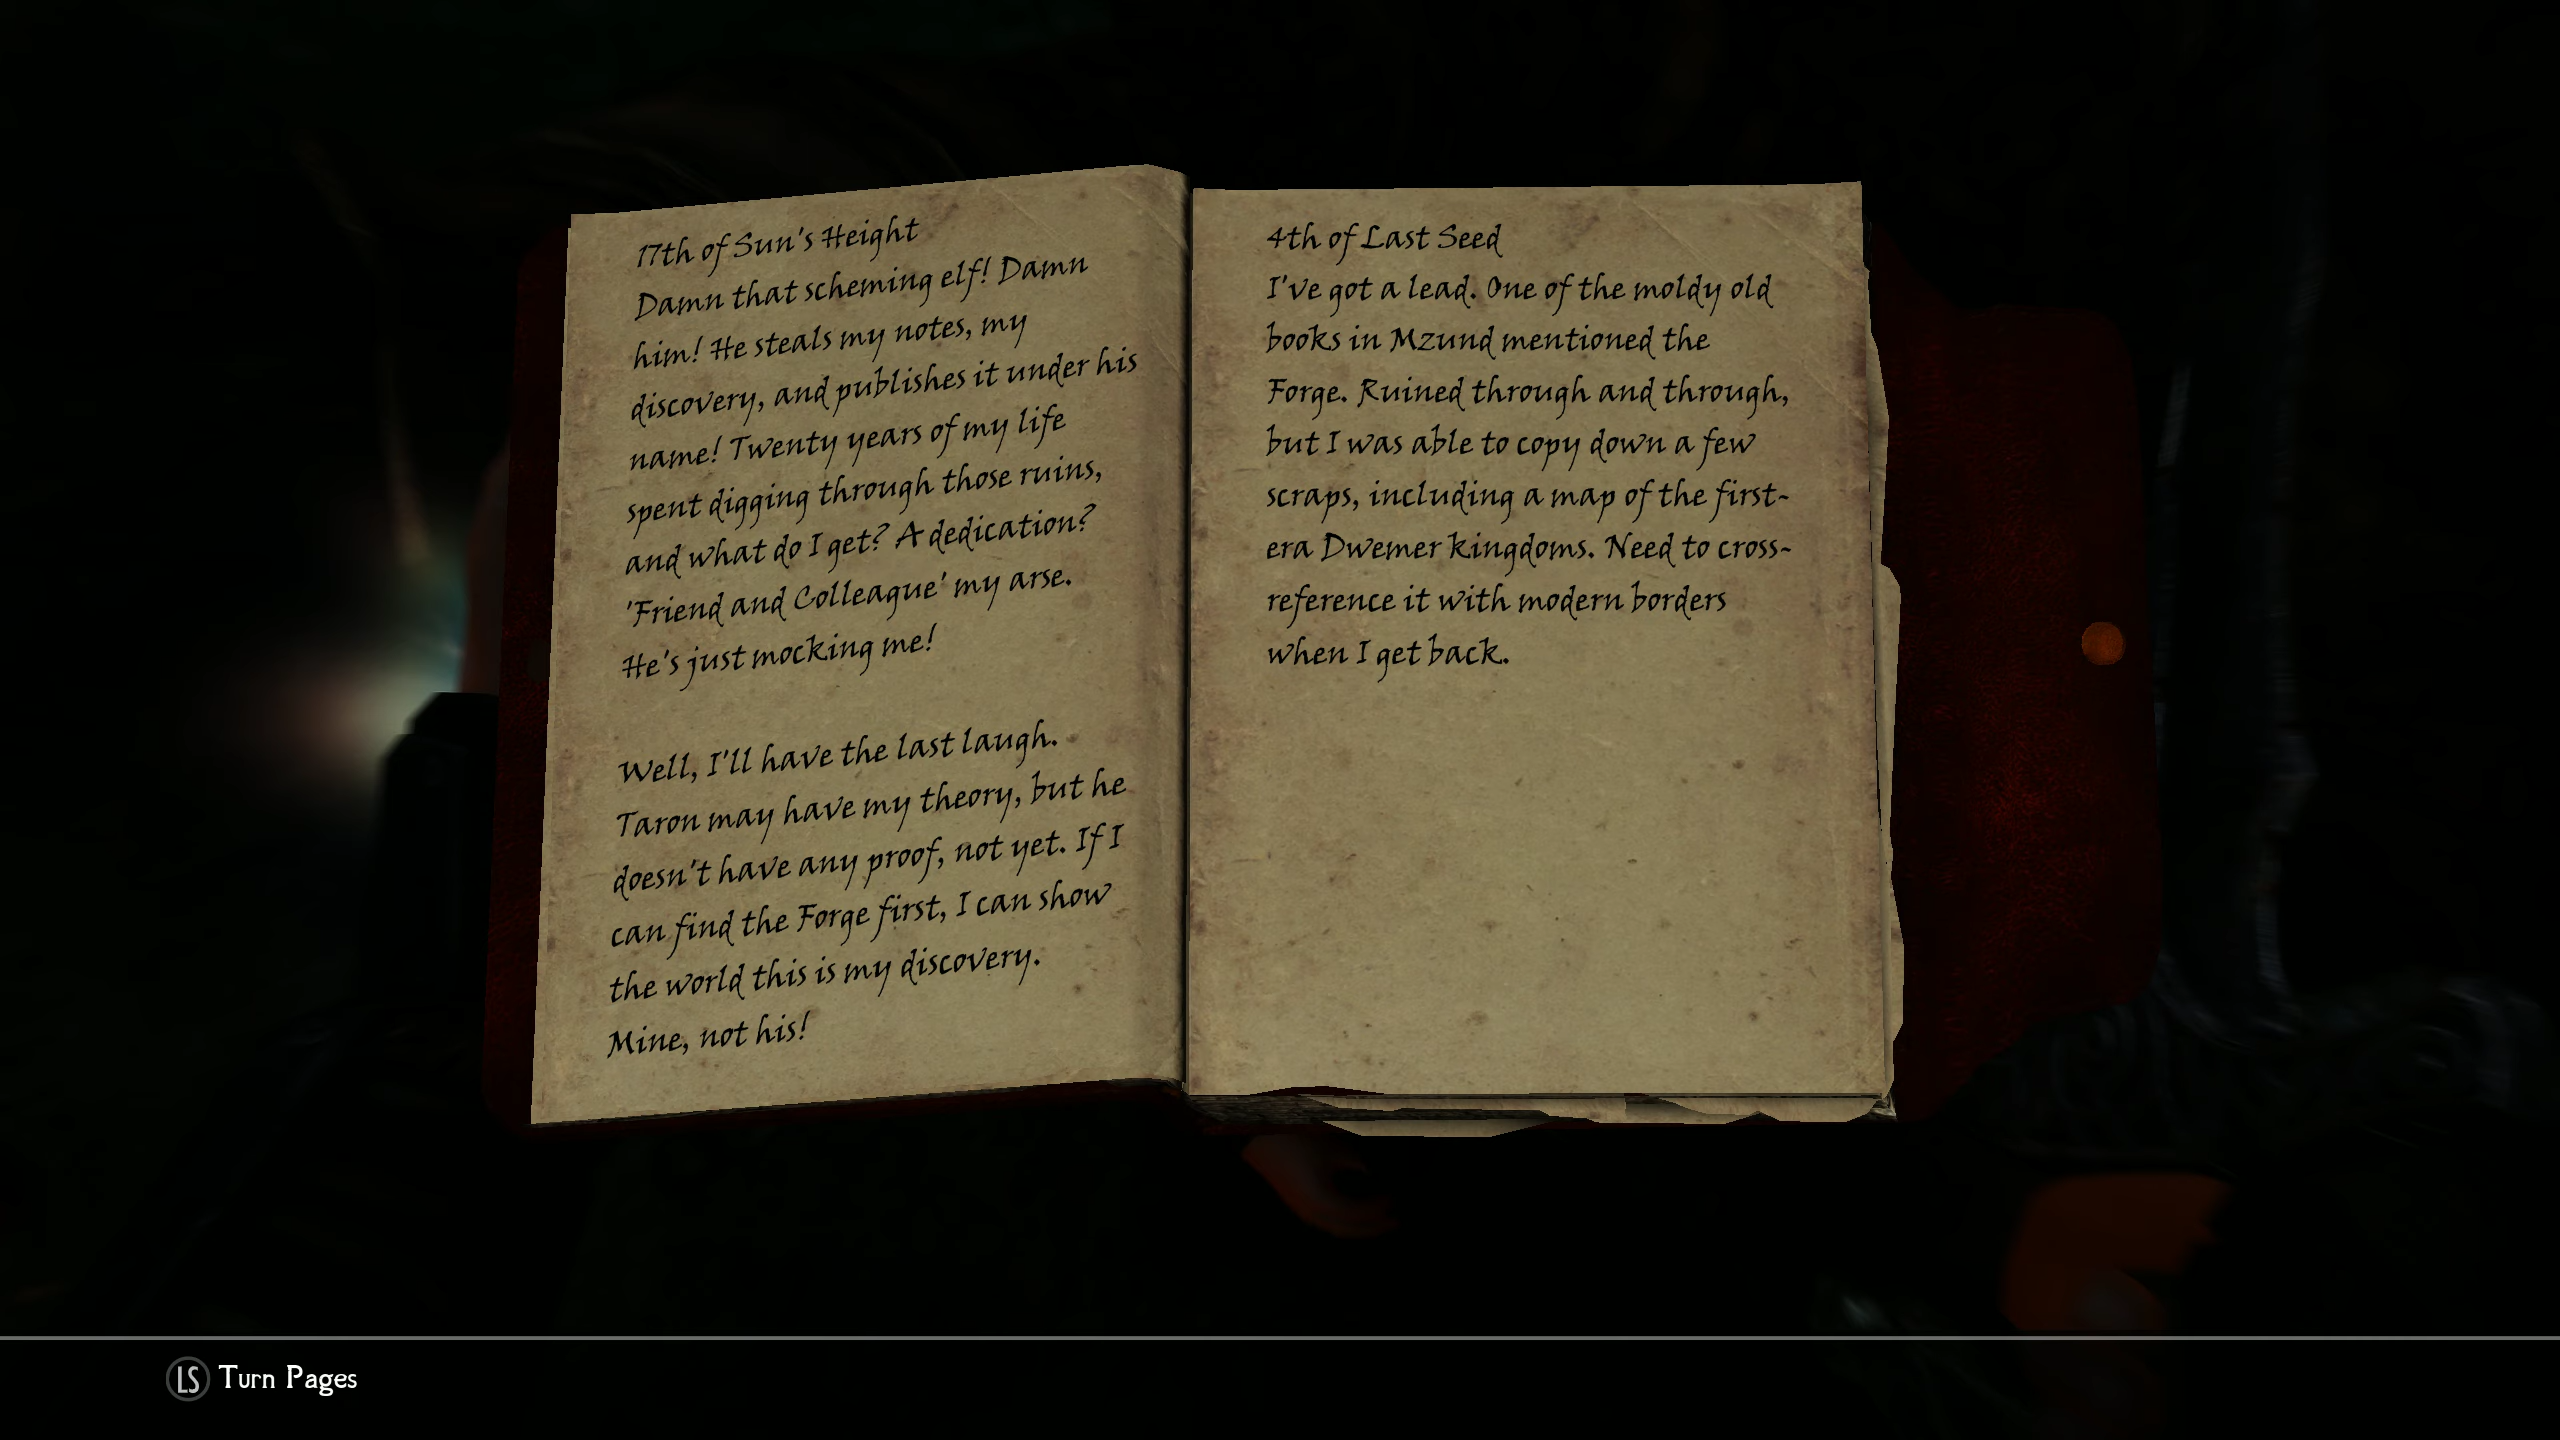 17th of Sun's Height
Damn that scheming elf! Damn
him! He steals my notes, my
discovery, and publishes it under his
name! Twenty years of my life
spent digging through those ruins,
and what do I get? A dedication?
'Friend and Colleague' my arse.
He's just mocking me!
Well, I'll have the last laugh.
Taron may have my theory, but he
doesn't have any proof, not yet. If I
can find the Forge first, I can show
the world this is my discovery.
Mine, not his!
4th of Last Seed
I've got a lead. One of the moldy old
books in Mzund mentioned the
Forge. Ruined through and through,
but I was able to copy down a few
scraps, including a map of the first-
era Dwemer kingdoms. Need to cross-
reference it with modern borders
when I get back.
LS Turn Pages